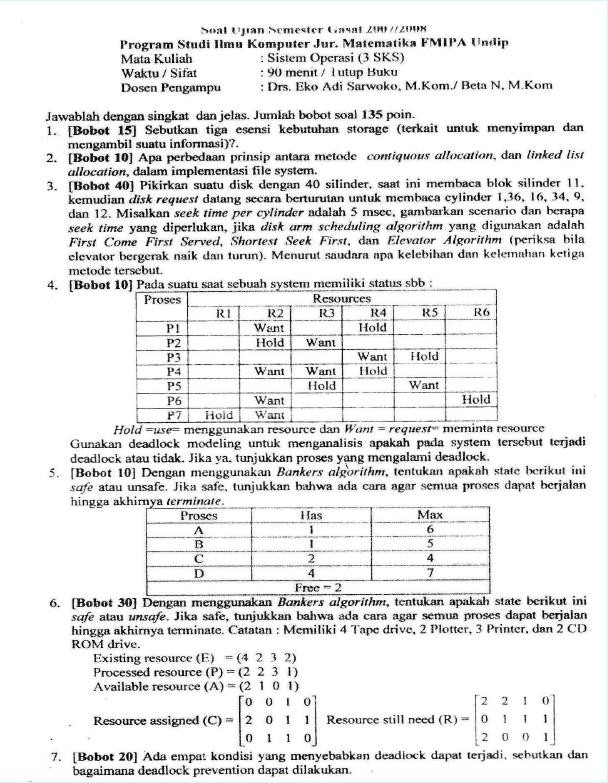 Soal Ujian Semester Gasal 2007/2008
Program Studi Ilmu Komputer Jur. Matematika FMIPA Undip
Mata Kuliah : Sistem Operasi (3 SKS)
Waktu / Sifat : 90 menit / Tutup Buku
Dosen Pengampu : Drs. Eko Adi Sarwoko, M.Kom./ Beta N, M.Kom
Jawablah dengan singkat dan jelas. Jumlah bobot soal 135 poin.
1. [Bobot 15] Sebutkan tiga esensi kebutuhan storage (terkait untuk menyimpan dan
mengambil suatu informasi)?.
2. [Bobot 10] Apa perbedaan prinsip antara metode contiquous allocation, dan linked list
allocation, dalam implementasi file system.
3. [Bobot 40] Pikirkan suatu disk dengan 40 silinder, saat ini membaca blok silinder 11,
kemudian disk request datang secara berturutan untuk membaca cylinder 1,36, 16, 34, 9,
dan 12. Misalkan seek time per cylinder adalah 5 msec, gambarkan scenario dan berapa
seek time yang diperlukan, jika disk arm scheduling algorithm yang digunakan adalah
First Come First Served, Shortest Seek First, dan Elevator Algorithm (periksa bila
elevator bergerak naik dan turun). Menurut saudara apa kelebihan dan kelemahan ketiga
metode tersebut.
4. [Bobot 10] Pada suatu saat sebuah system memiliki status sbb :
Proses Resources
R1 R2 R3 R4 R5 R6
P1 Want Hold
P2 Hold Want
P3 Want Hold
P4 Want Want Hold
P5 Hold Want
P6 Want Hold
P7 Hold Want
Hold =use= menggunakan resource dan Want = request= meminta resource
Gunakan deadlock modeling untuk menganalisis apakah pada system tersebut terjadi
deadlock atau tidak. Jika ya, tunjukkan proses yang mengalami deadlock.
5. [Bobot 10] Dengan menggunakan Bankers algorithm, tentukan apakah state berikut ini
safe atau unsafe. Jika safe, tunjukkan bahwa ada cara agar semua proses dapat berjalan
hingga akhirnya terminate.
Proses Has Max
A 1 6
B 1 5
C 2 4
D 4 7
Free = 2
6. [Bobot 30] Dengan menggunakan Bankers algorithm, tentukan apakah state berikut ini
safe atau unsafe. Jika safe, tunjukkan bahwa ada cara agar semua proses dapat berjalan
hingga akhirnya terminate. Catatan : Memiliki 4 Tape drive, 2 Plotter, 3 Printer, dan 2 CD
ROM drive.
Existing resource (E) = (4 2 3 2)
Processed resource (P) = (2 2 3 1)
Available resource (A) = (2 1 0 1)
0 0 1 0 2 2 1 0
Resource assigned (C) = 2 0 1 1 Resource still need (R) = 0 1 1 1
0 1 1 0 2 0 0 1
7. [Bobot 20] Ada empat kondisi yang menyebabkan deadlock dapat terjadi, sebutkan dan
bagaimana deadlock prevention dapat dilakukan.